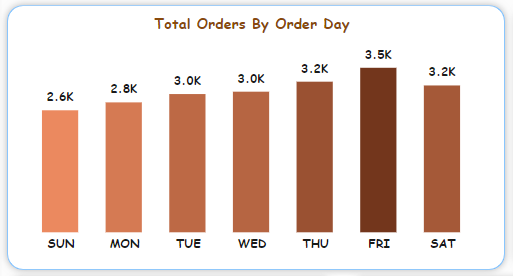 Total Orders By Order Day
2.6K 2.8K 3.0K 3.0K 3.2K 3.5K 3.2K
SUN MON TUE WED THU FRI SAT